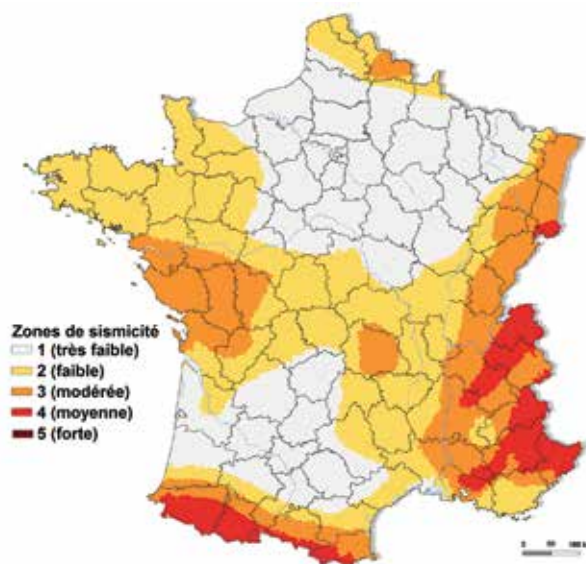 Zones de sismicité
1 (très faible)
2 (faible)
3 (modérée)
4 (moyenne)
5 (forte)